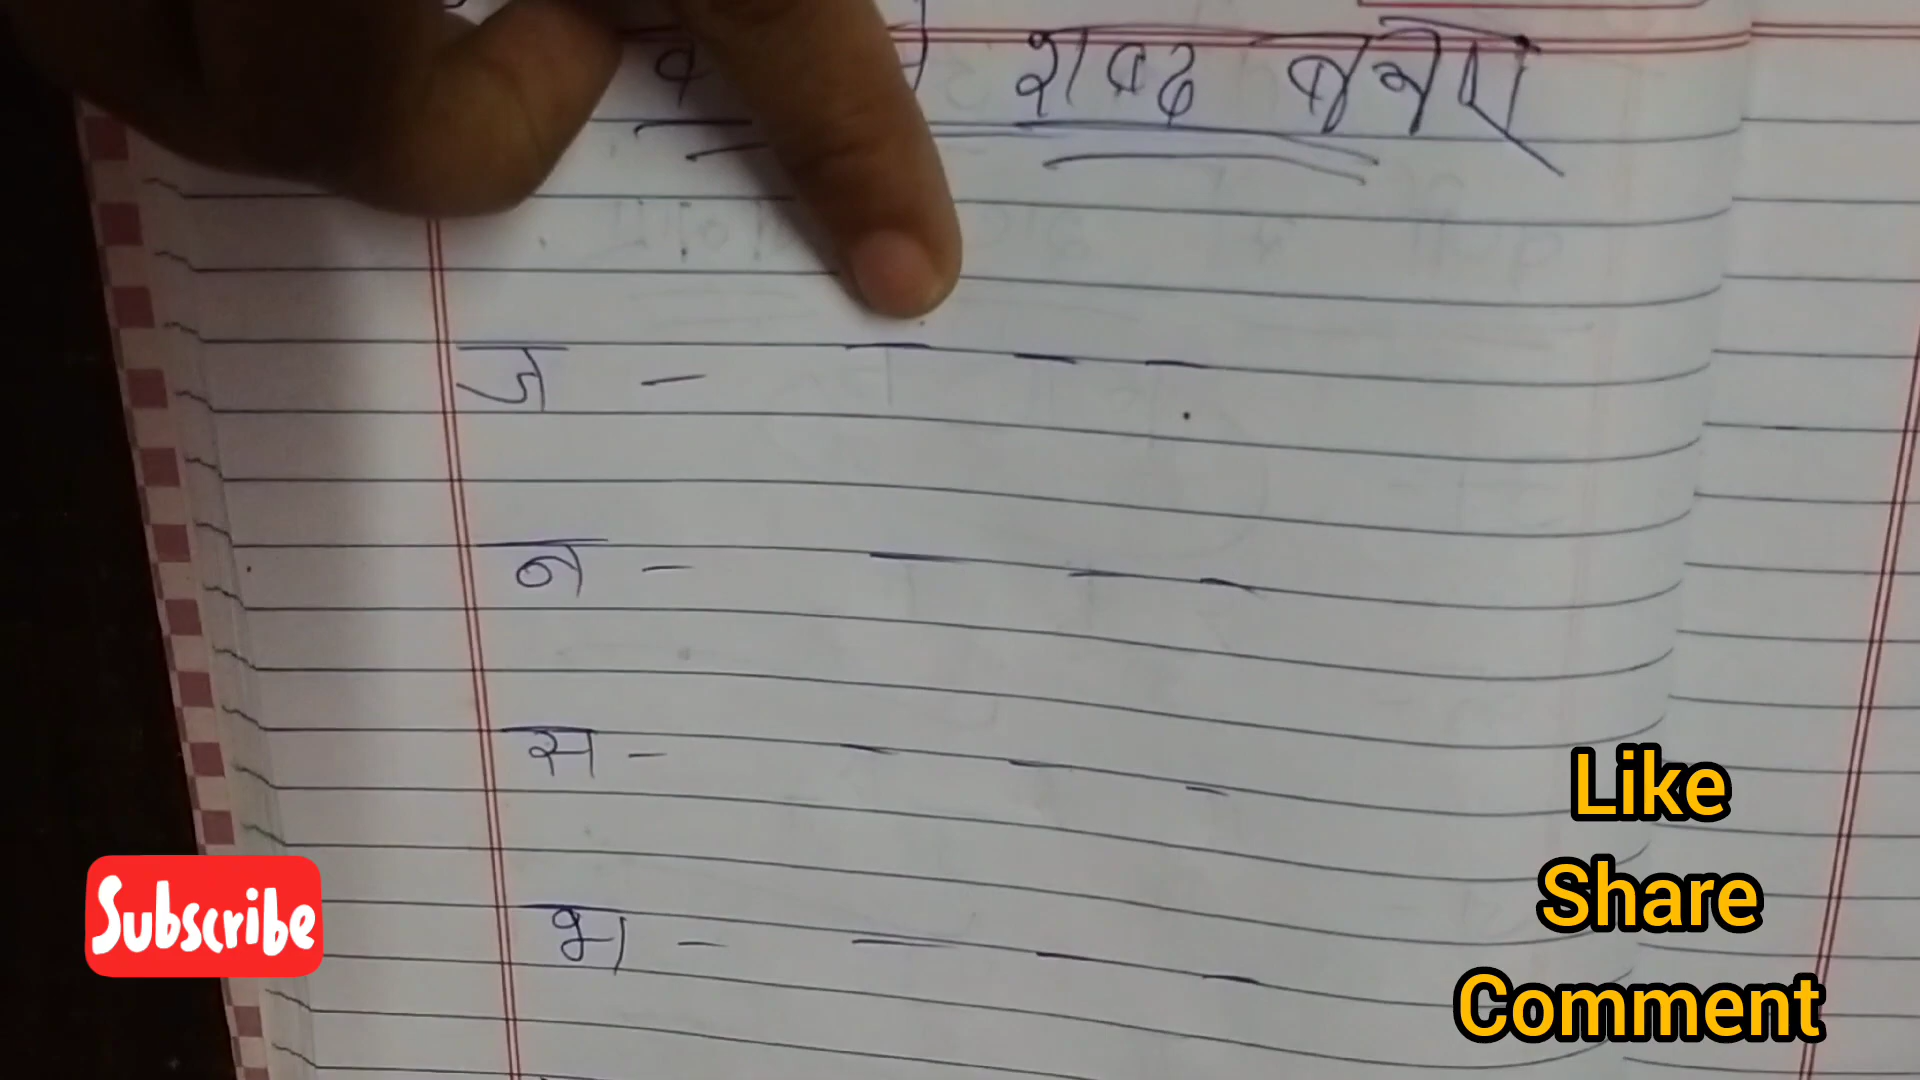 शब्द बनाए
ज -
न -
स -
भ -
Subscribe
Like
Share
Comment